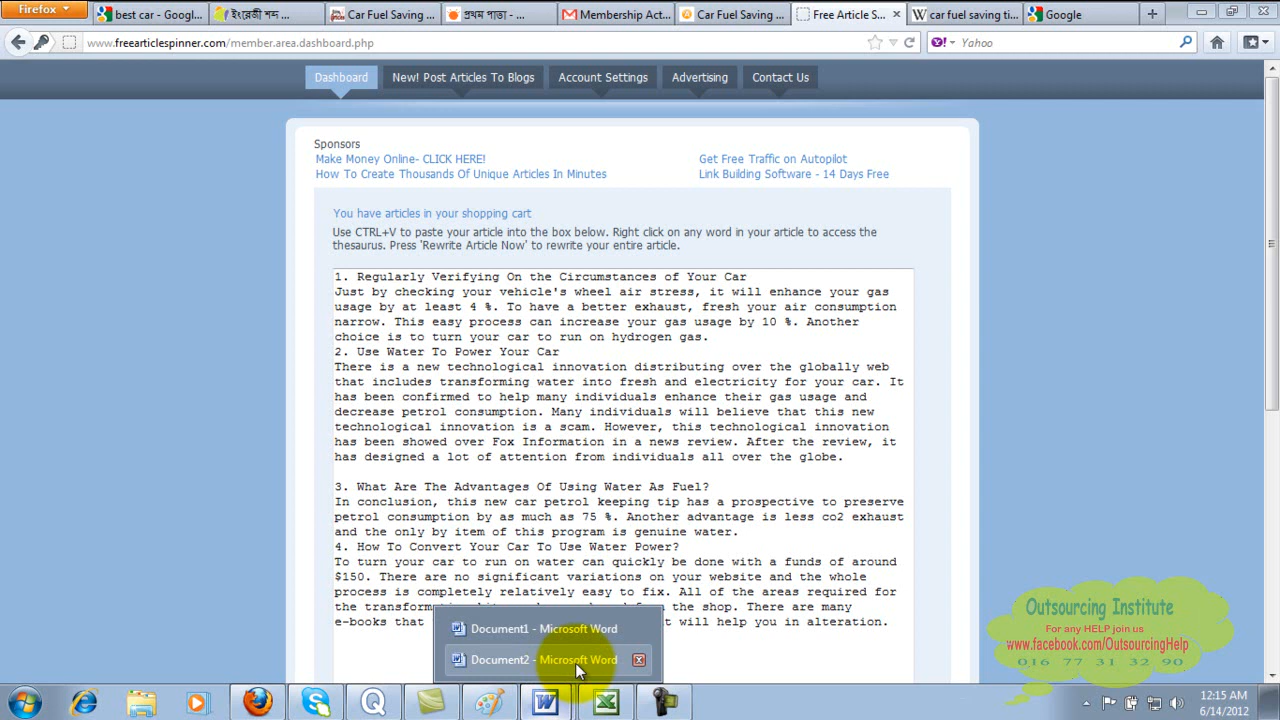 Firefox
best car - Googl...
ইংরেজী শব্দ ...
Car Fuel Saving ...
প্রথম পাতা - ...
Membership Act...
Car Fuel Saving ...
Free Article S...
car fuel saving ti...
Google
www.freearticlespinner.com/member.area.dashboard.php
Yahoo
Dashboard
New! Post Articles To Blogs
Account Settings
Advertising
Contact Us
Sponsors
Make Money Online- CLICK HERE!
Get Free Traffic on Autopilot
How To Create Thousands Of Unique Articles In Minutes
Link Building Software - 14 Days Free
You have articles in your shopping cart
Use CTRL+V to paste your article into the box below. Right click on any word in your article to access the
thesaurus. Press 'Rewrite Article Now' to rewrite your entire article.
1. Regularly Verifying On the Circumstances of Your Car
Just by checking your vehicle's wheel air stress, it will enhance your gas
usage by at least 4 %. To have a better exhaust, fresh your air consumption
narrow. This easy process can increase your gas usage by 10 %. Another
choice is to turn your car to run on hydrogen gas.
2. Use Water To Power Your Car
There is a new technological innovation distributing over the globally web
that includes transforming water into fresh and electricity for your car. It
has been confirmed to help many individuals enhance their gas usage and
decrease petrol consumption. Many individuals will believe that this new
technological innovation is a scam. However, this technological innovation
has been showed over Fox Information in a news review. After the review, it
has designed a lot of attention from individuals all over the globe.
3. What Are The Advantages Of Using Water As Fuel?
In conclusion, this new car petrol keeping tip has a prospective to preserve
petrol consumption by as much as 75 %. Another advantage is less co2 exhaust
and the only by item of this program is genuine water.
4. How To Convert Your Car To Use Water Power?
To turn your car to run on water can quickly be done with a funds of around
$150. There are no significant variations on your website and the whole
process is completely relatively easy to fix. All of the areas required for
the the shop. There are many
e-books that it will help you in alteration.
Document1 - Microsoft Word
Document2 - Microsoft Word
Outsourcing Institute
For any HELP join us
www.facebook.com/OutsourcingHelp
016 77 31 32 90
12:15 AM
6/14/2012